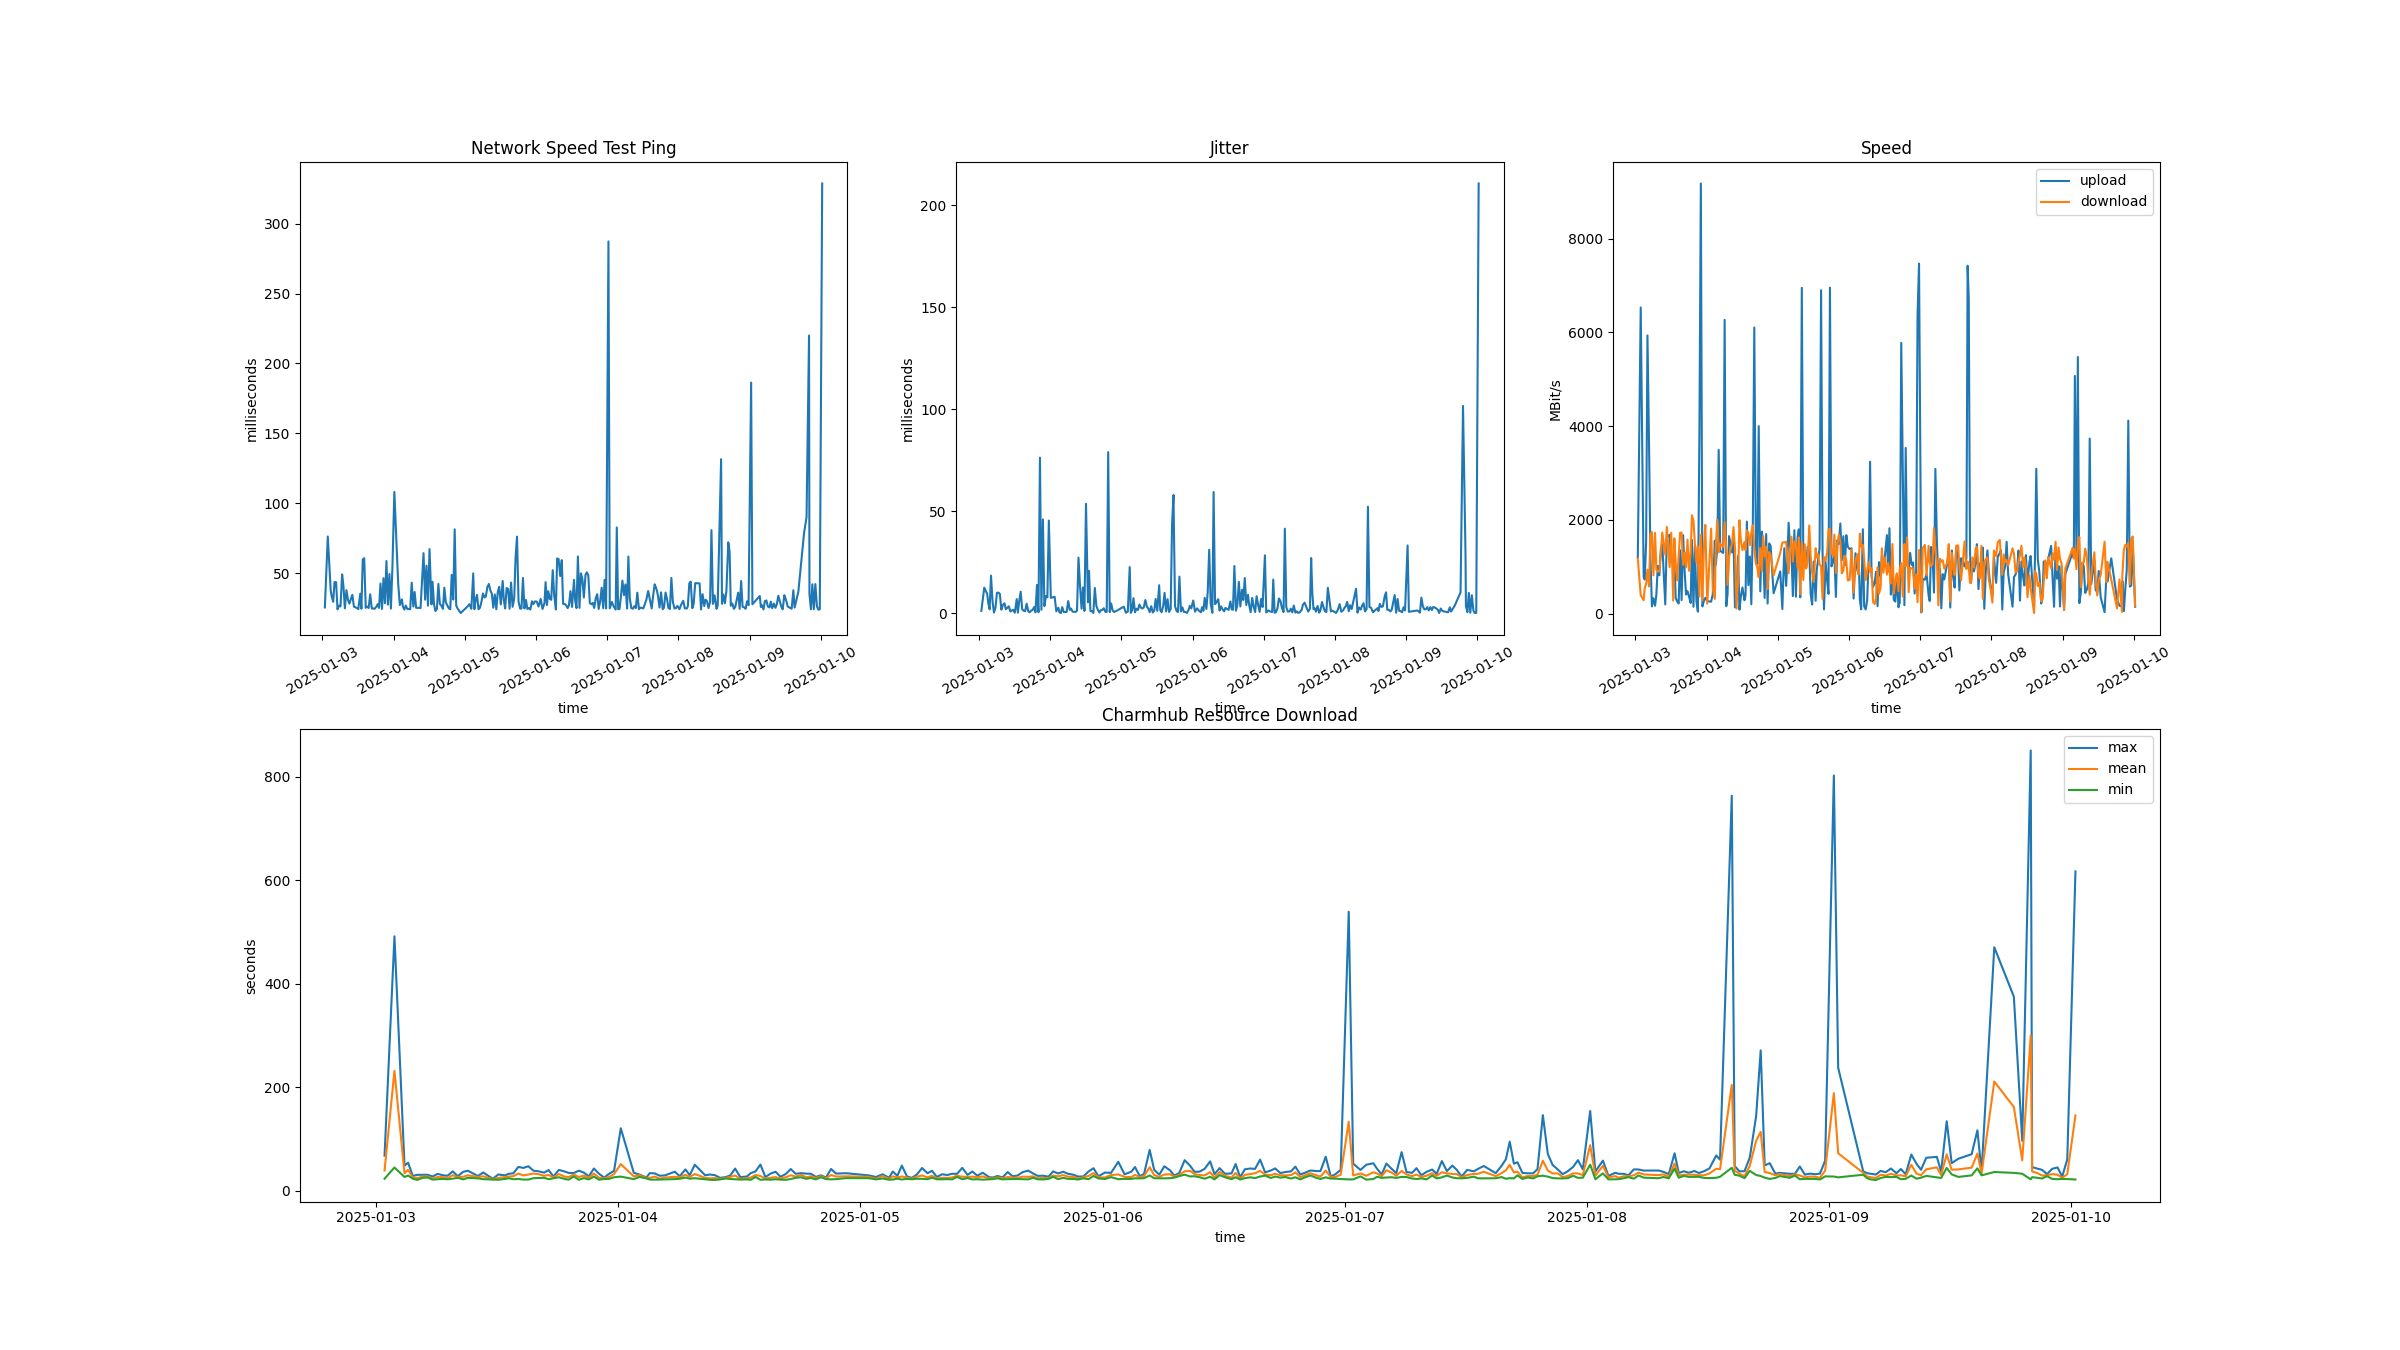 Network Speed Test Ping
milliseconds
300
250
200
150
100
50
2025-01-03 2025-01-04 2025-01-05 2025-01-06 2025-01-07 2025-01-08 2025-01-09 2025-01-10
time
Jitter
milliseconds
200
150
100
50
0
2025-01-03 2025-01-04 2025-01-05 2025-01-06 2025-01-07 2025-01-08 2025-01-09 2025-01-10
time
Speed
upload
download
MBit/s
8000
6000
4000
2000
0
2025-01-03 2025-01-04 2025-01-05 2025-01-06 2025-01-07 2025-01-08 2025-01-09 2025-01-10
time
Charmhub Resource Download
max
mean
min
seconds
800
600
400
200
0
2025-01-03 2025-01-04 2025-01-05 2025-01-06 2025-01-07 2025-01-08 2025-01-09 2025-01-10
time